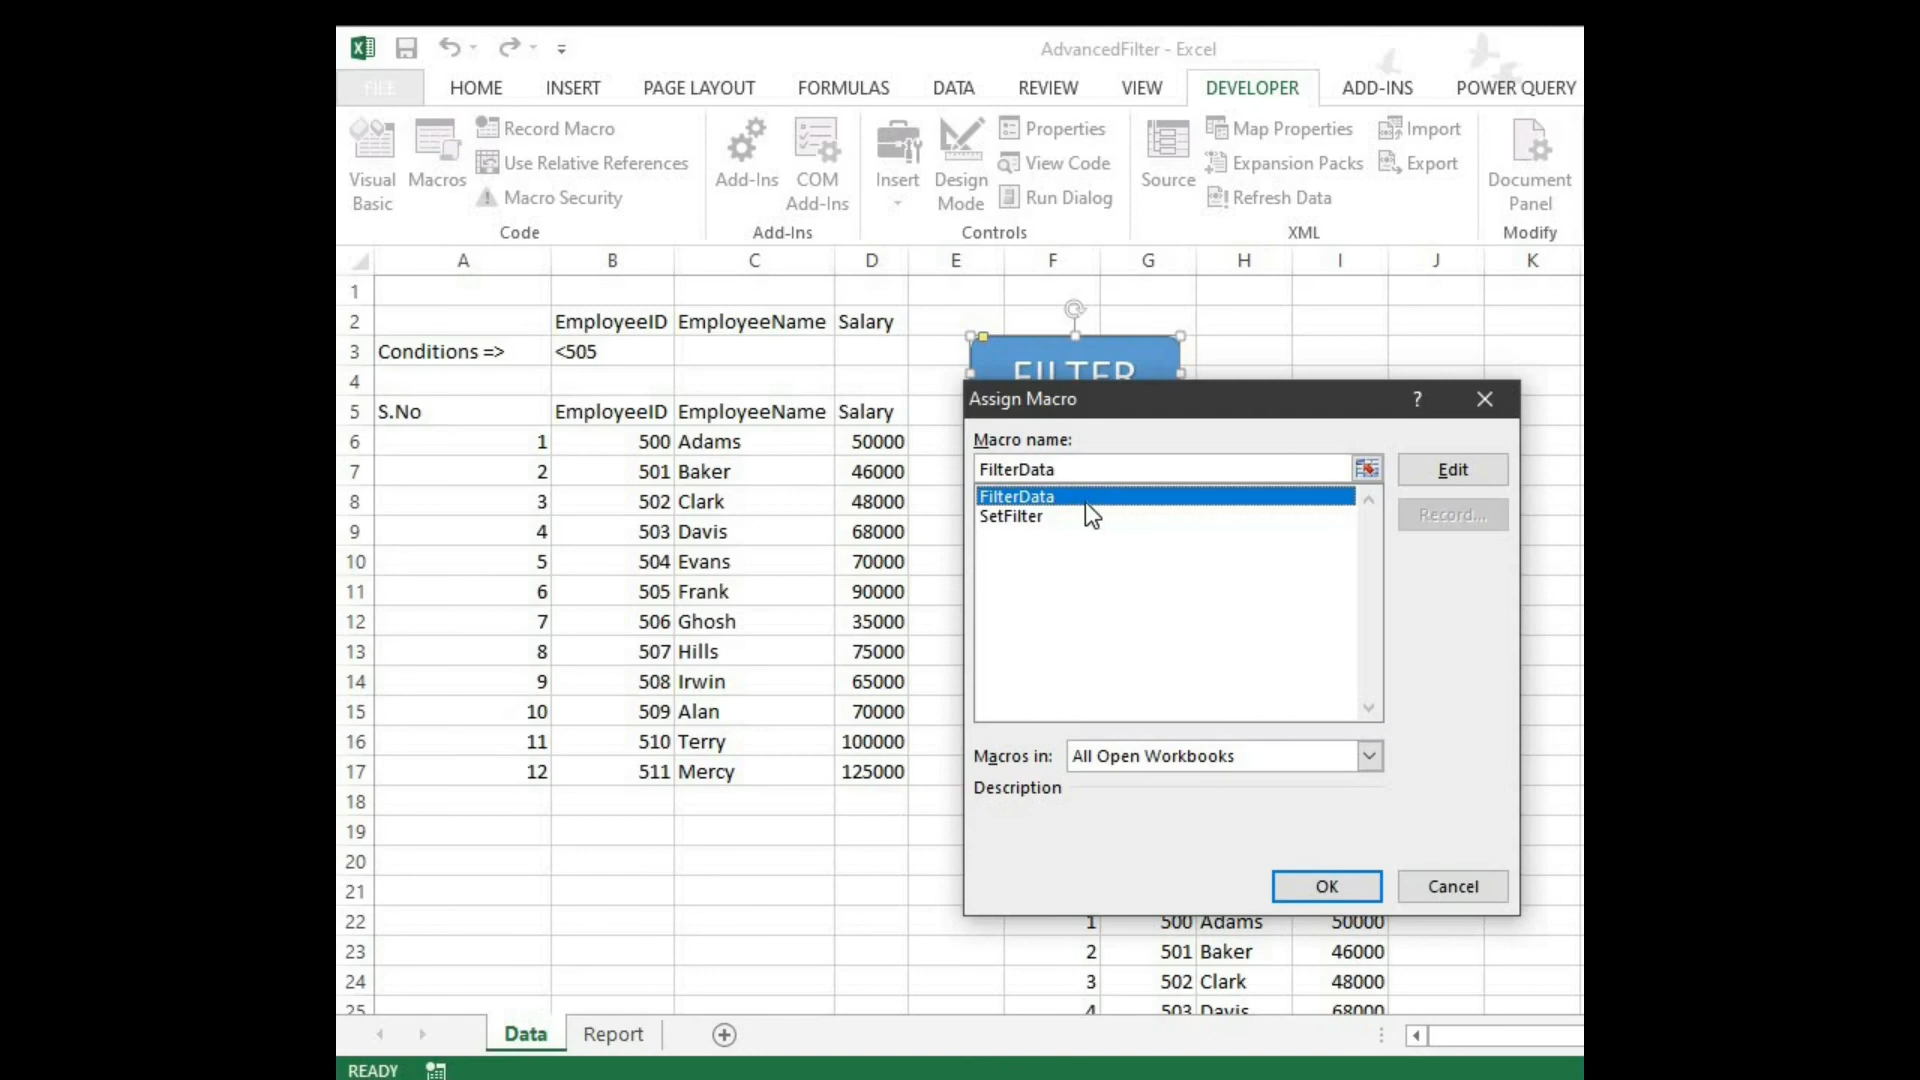 AdvancedFilter - Excel
FILE HOME INSERT PAGE LAYOUT FORMULAS DATA REVIEW VIEW DEVELOPER ADD-INS POWER QUERY
Visual Basic
Macros
Record Macro
Use Relative References
Macro Security
Code
Add-Ins
COM Add-Ins
Add-Ins
Insert
Design Mode
Properties
View Code
Run Dialog
Controls
Source
Map Properties
Expansion Packs
Refresh Data
Import
Export
XML
Document Panel
Modify
A B C D E F G H I J K
1
2 EmployeeID EmployeeName Salary
3 Conditions => <505
FILTER
4
5 S.No EmployeeID EmployeeName Salary
6 1 500 Adams 50000
7 2 501 Baker 46000
8 3 502 Clark 48000
9 4 503 Davis 68000
10 5 504 Evans 70000
11 6 505 Frank 90000
12 7 506 Ghosh 35000
13 8 507 Hills 75000
14 9 508 Irwin 65000
15 10 509 Alan 70000
16 11 510 Terry 100000
17 12 511 Mercy 125000
18
19
20
21
22 1 500 Adams 50000
23 2 501 Baker 46000
24 3 502 Clark 48000
25 4 503 Davis 68000
Assign Macro ?
Macro name:
FilterData
Edit
FilterData
SetFilter
Record...
Macros in: All Open Workbooks
Description
OK Cancel
Data Report
READY